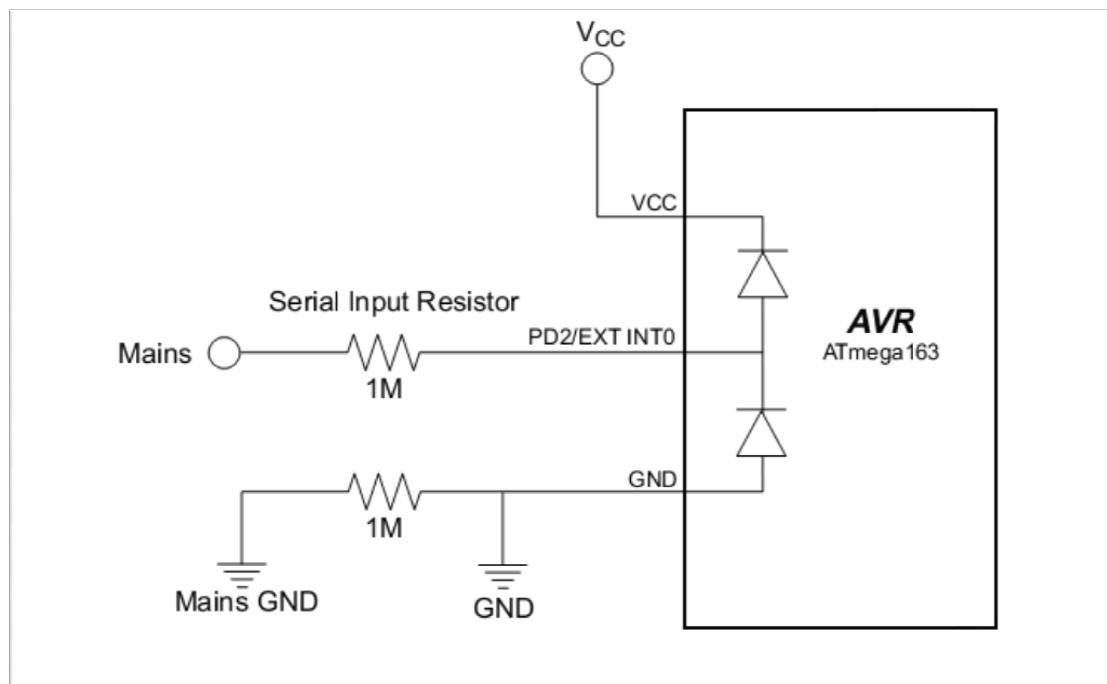 VCC
VCC
Serial Input Resistor
PD2/EXT INT0
Mains
1M
AVR
ATmega163
GND
1M
Mains GND
GND